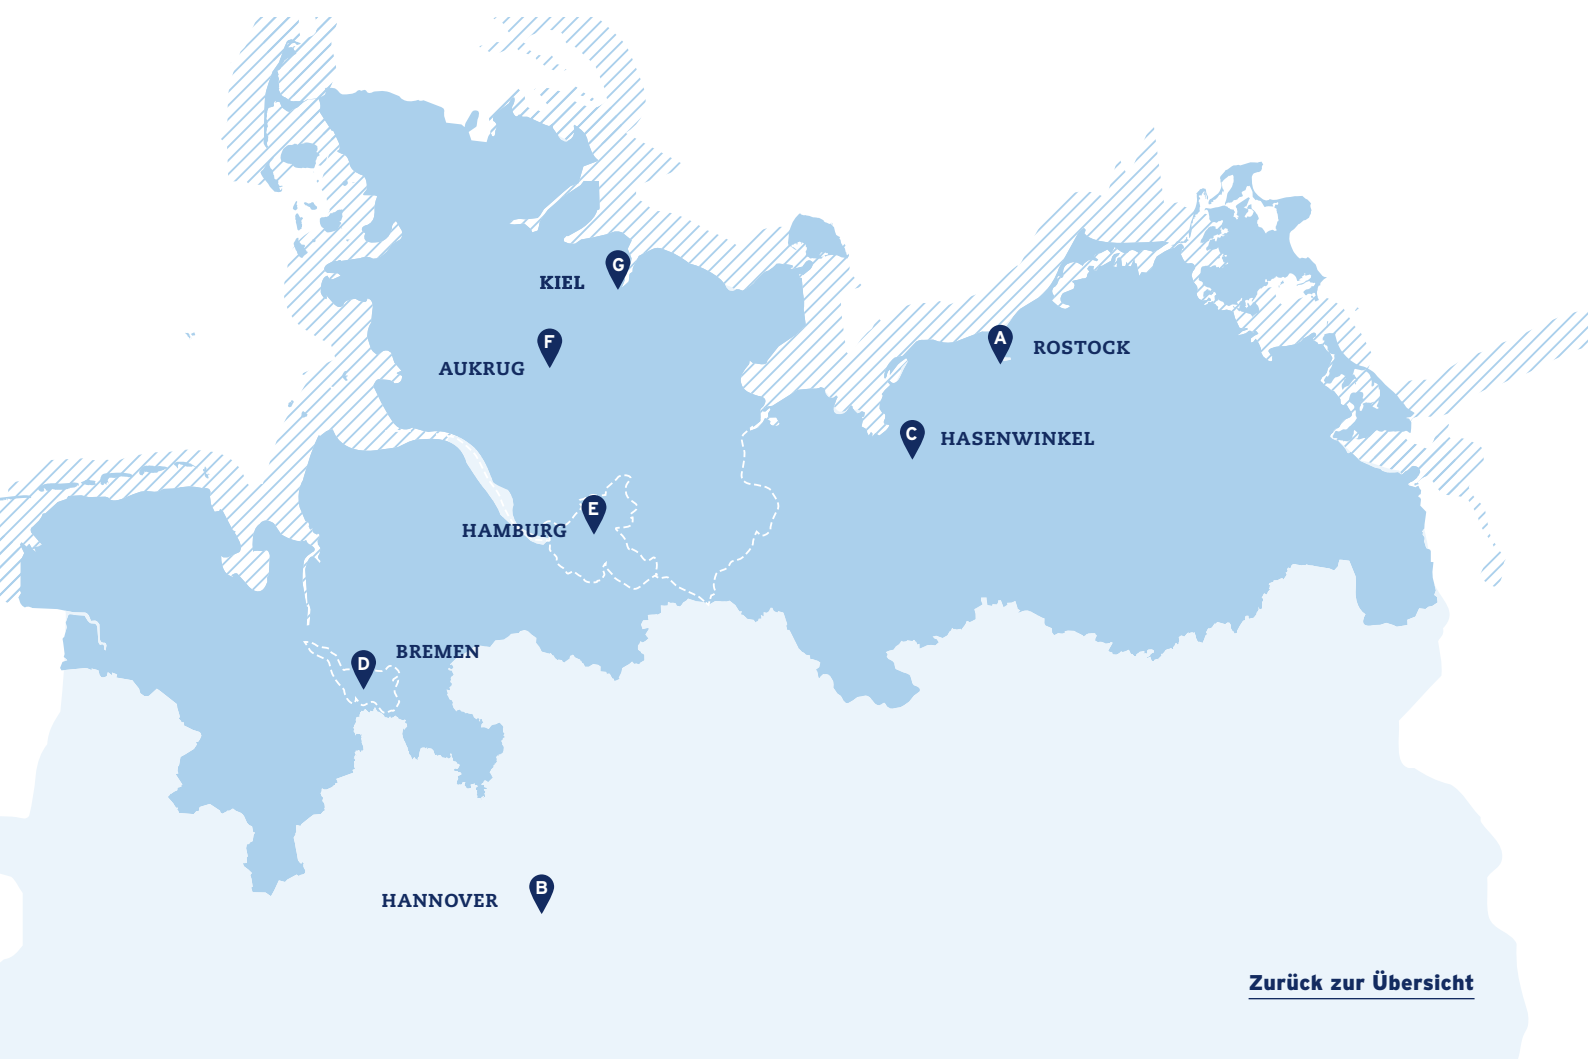 G
KIEL
F
AUKRUG
A
ROSTOCK
C
HASENWINKEL
E
HAMBURG
D
BREMEN
B
HANNOVER
Zurück zur Übersicht